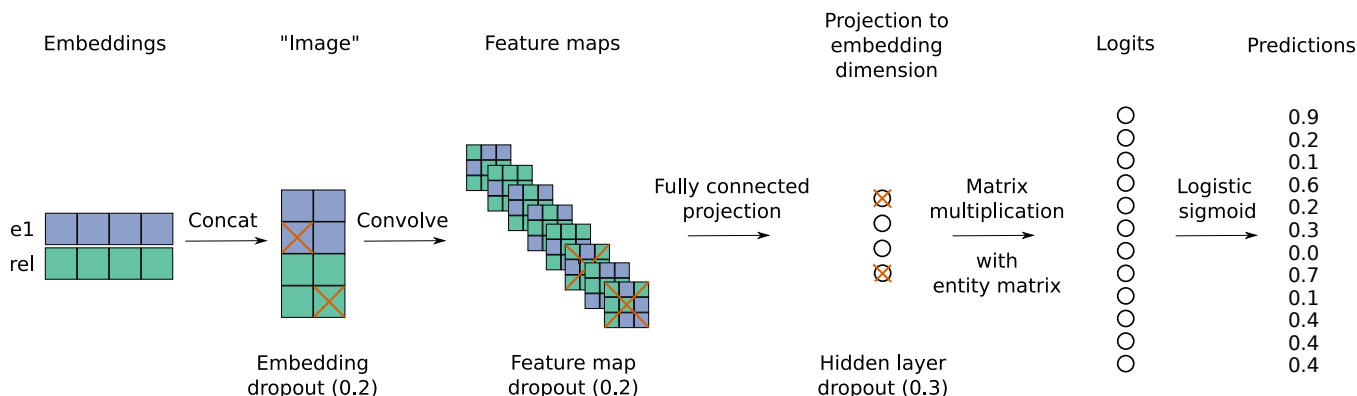 Embeddings
"Image"
Feature maps
Projection to
embedding
dimension
Logits
Predictions
e1
rel
Concat
Convolve
Fully connected
projection
Matrix
multiplication
with
entity matrix
Logistic
sigmoid
0.9
0.2
0.1
0.6
0.2
0.3
0.0
0.7
0.1
0.4
0.4
0.4
Embedding
dropout (0.2)
Feature map
dropout (0.2)
Hidden layer
dropout (0.3)